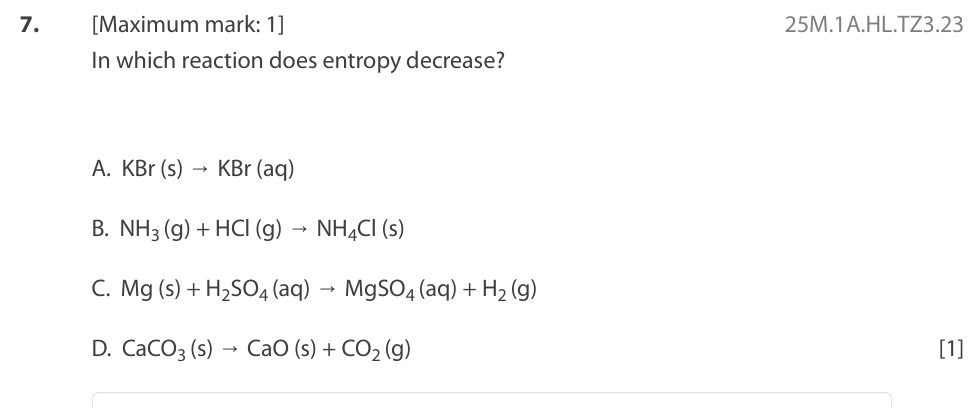 7. [Maximum mark: 1] 25M.1A.HL.TZ3.23
In which reaction does entropy decrease?
A. KBr (s) → KBr (aq)
B. NH₃ (g) + HCl (g) → NH₄Cl (s)
C. Mg (s) + H₂SO₄ (aq) → MgSO₄ (aq) + H₂ (g)
D. CaCO₃ (s) → CaO (s) + CO₂ (g) [1]